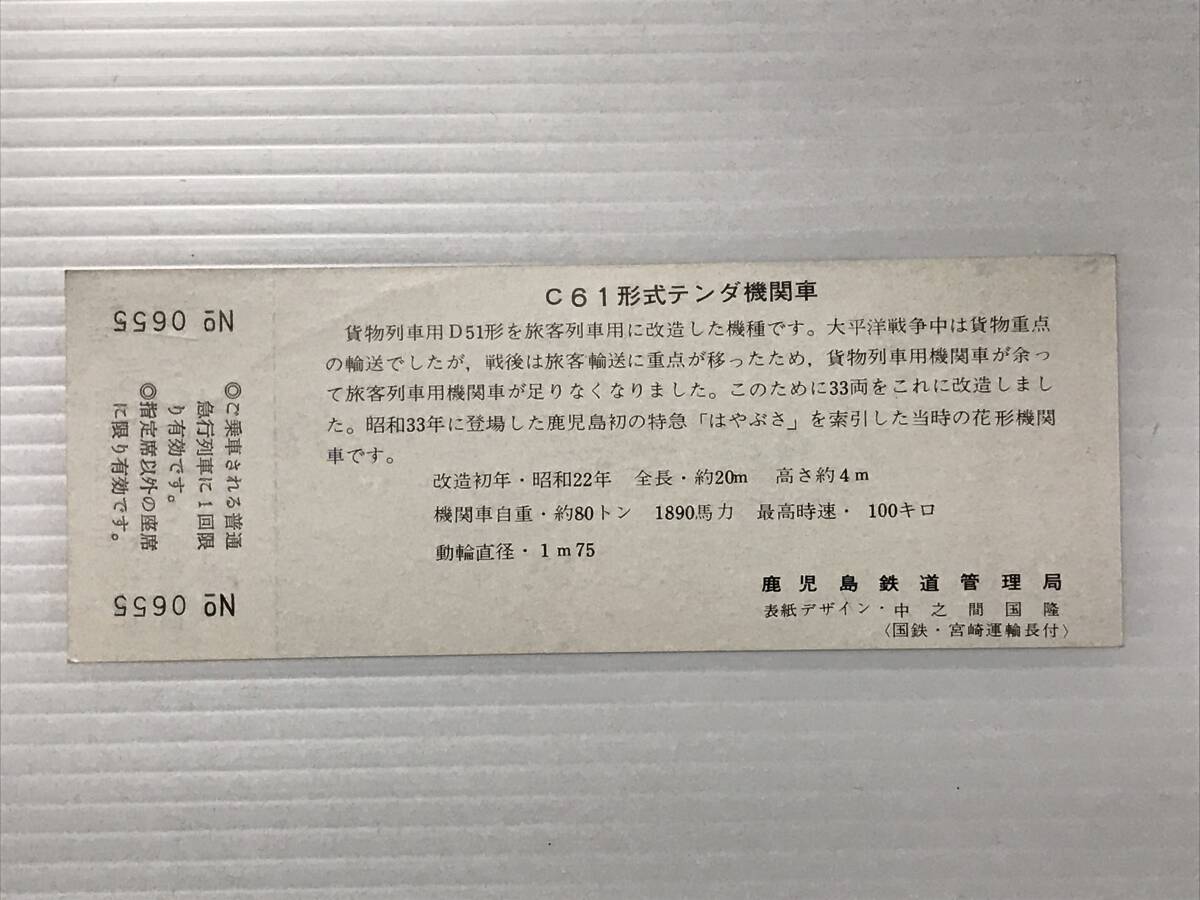 C61形式テンダ機関車
貨物列車用D51形を旅客列車用に改造した機種です。大平洋戦争中は貨物重点
の輸送でしたが，戦後は旅客輸送に重点が移ったため，貨物列車用機関車が余っ
て旅客列車用機関車が足りなくなりました。このために33両をこれに改造しまし
た。昭和33年に登場した鹿児島初の特急「はやぶさ」を索引した当時の花形機関
車です。
改造初年・昭和22年 全長・約20m 高さ約4m
機関車自重・約80トン 1890馬力 最高時速・100キロ
動輪直径・1m75
鹿児島鉄道管理局
表紙デザイン・中之間国隆
〈国鉄・宮崎運輸長付〉
№ 0655
◎ご乗車される普通
急行列車に1回限
り有効です。
◎指定席以外の座席
に限り有効です。
№ 0655